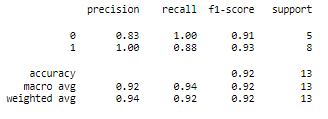 precision recall f1-score support
0 0.83 1.00 0.91 5
1 1.00 0.88 0.93 8
accuracy 0.92 13
macro avg 0.92 0.94 0.92 13
weighted avg 0.94 0.92 0.92 13